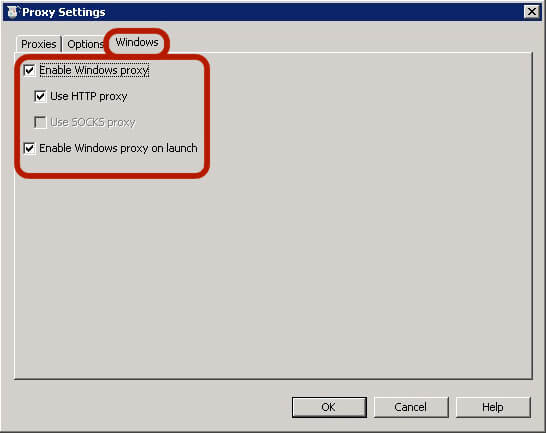 Proxy Settings
Proxies Options Windows
Enable Windows proxy
Use HTTP proxy
Use SOCKS proxy
Enable Windows proxy on launch
OK Cancel Help